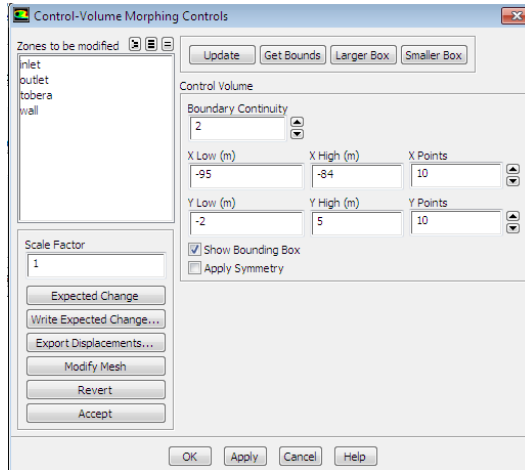 Control-Volume Morphing Controls
Zones to be modified
inlet
outlet
tobera
wall
Update Get Bounds Larger Box Smaller Box
Control Volume
Boundary Continuity
2
X Low (m) X High (m) X Points
-95 -84 10
Y Low (m) Y High (m) Y Points
-2 5 10
Show Bounding Box
Apply Symmetry
Scale Factor
1
Expected Change
Write Expected Change...
Export Displacements...
Modify Mesh
Revert
Accept
OK Apply Cancel Help